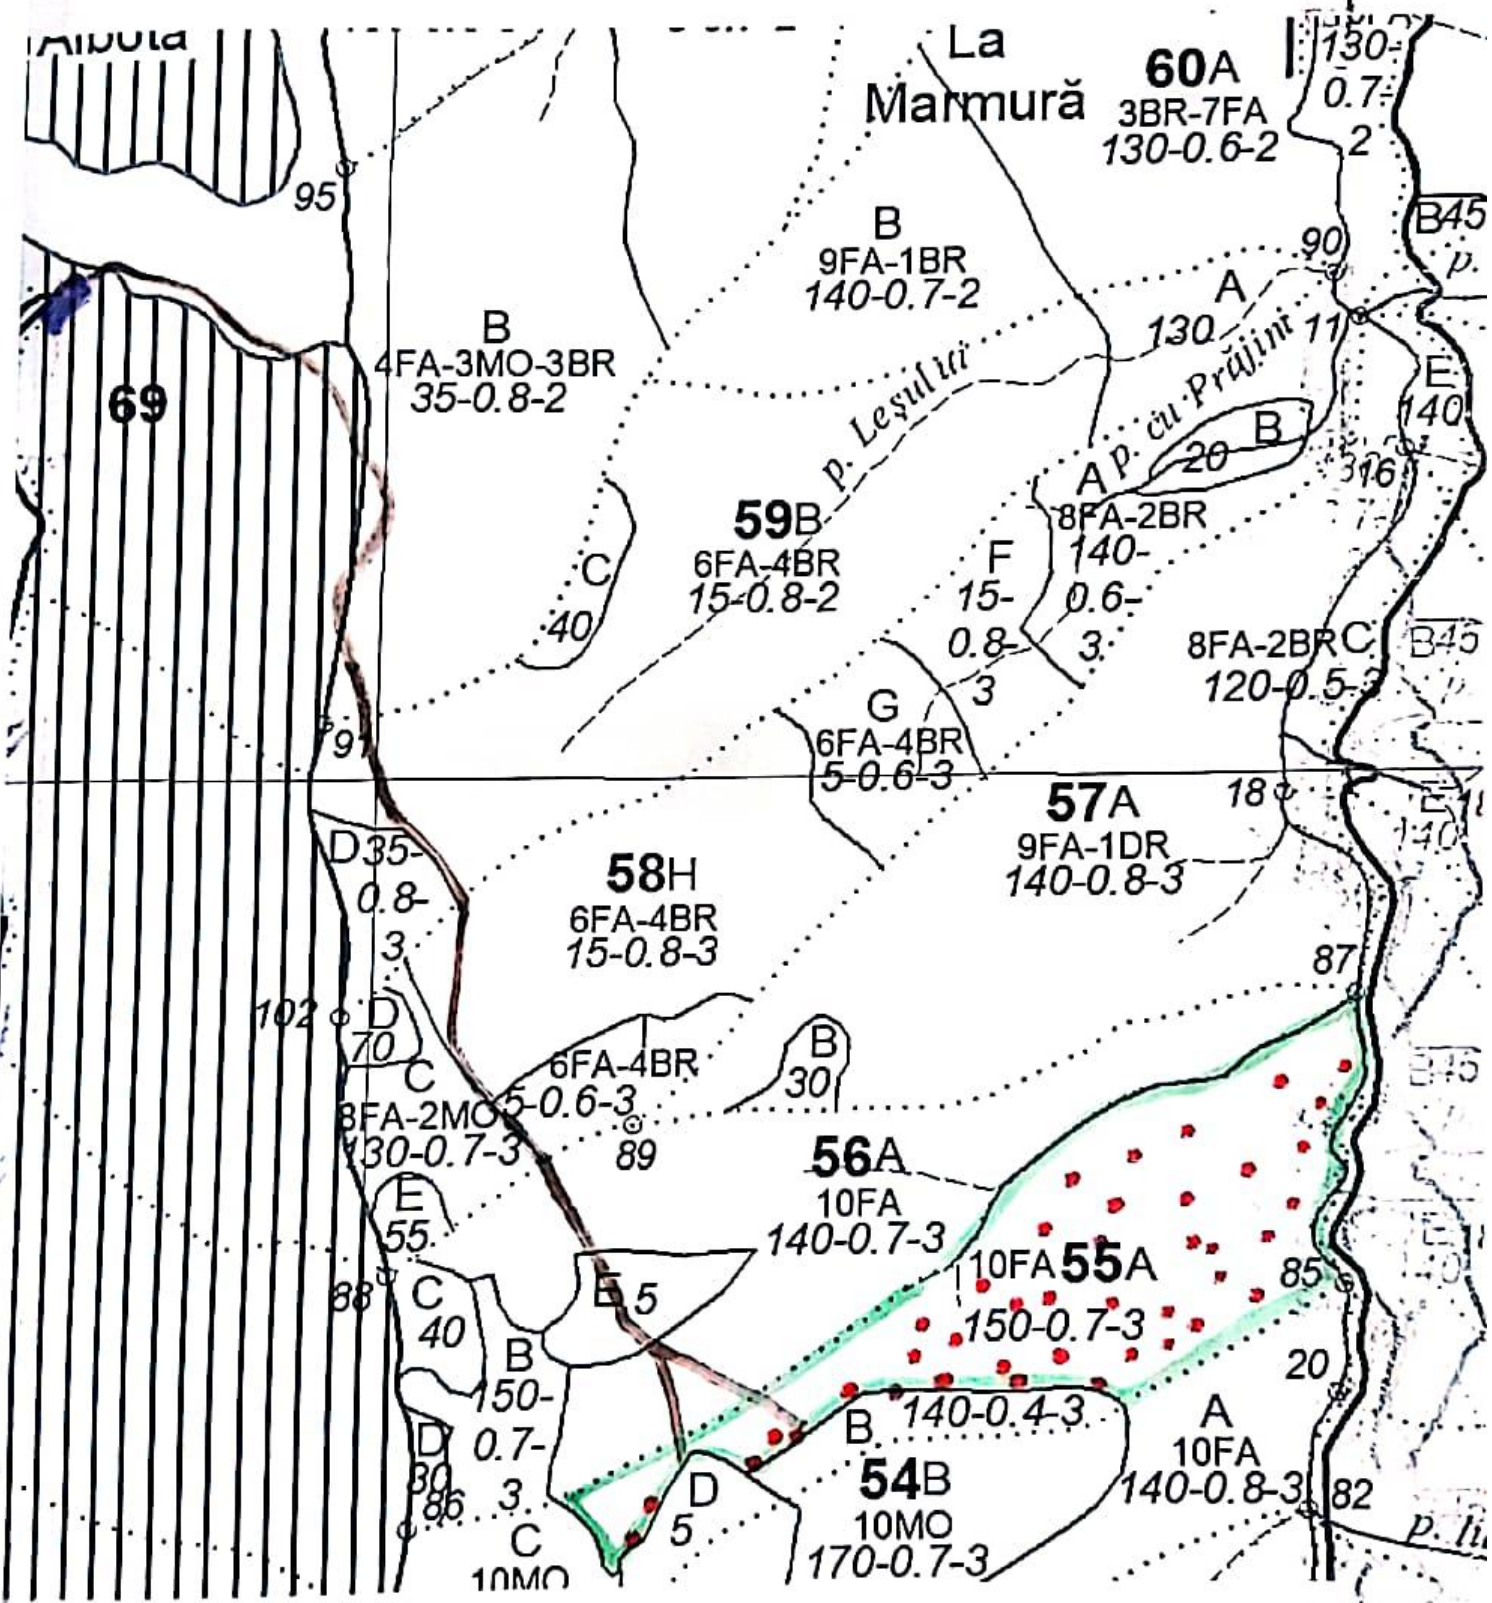 Albota
La
Marmură
60A
3BR-7FA
130-0.6-2
130-
0.7-
2
95
B
9FA-1BR
140-0.7-2
90
B45
p.
A
130
11
B
4FA-3MO-3BR
35-0.8-2
p. Leşului
p. cu Prăjini
E
140
69
B
20
316
A
8FA-2BR
140-
0.6-
3
59B
6FA-4BR
15-0.8-2
F
15-
0.8-
3
C
40
8FA-2BR C
120-0.5-3
B45
p.
G
6FA-4BR
5-0.6-3
91
57A
9FA-1DR
140-0.8-3
18
E
140
D 35-
0.8-
3
58H
6FA-4BR
15-0.8-3
87
102
D
70
B
30
6FA-4BR
5-0.6-3
B45
C
8FA-2MO
130-0.7-3
89
56A
10FA
140-0.7-3
E
55
E
10FA 55A
150-0.7-3
85
88
C
40
E 5
B
150-
0.7-
3
20
140-0.4-3
B
A
10FA
140-0.8-3
D
30
86
D
5
54B
10MO
170-0.7-3
82
C
10MO